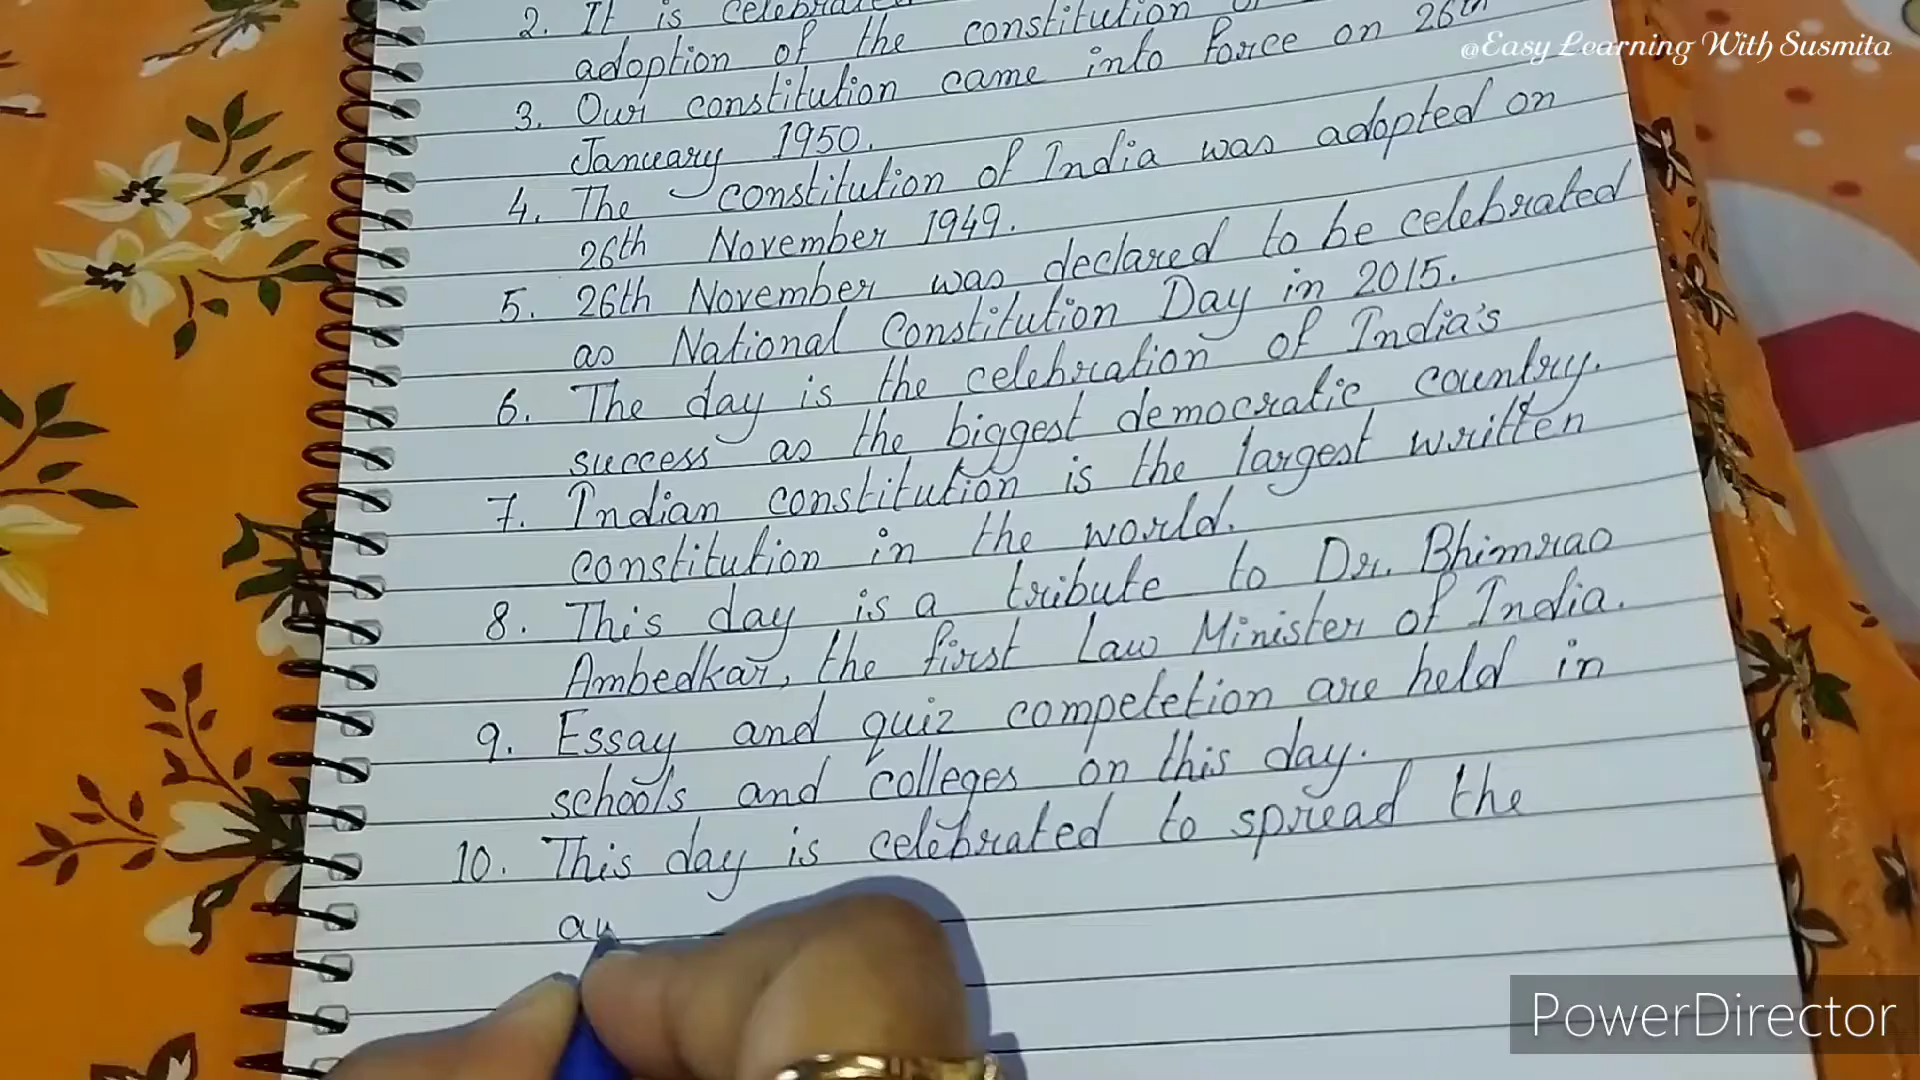 2. It is celebrated
adoption of the constitution
@Easy Learning With Susmita
3. Our constitution came into force on 26th
January 1950.
4. The constitution of India was adopted on
26th November 1949.
5. 26th November was declared to be celebrated
as National Constitution Day in 2015.
6. The day is the celebration of India's
success as the biggest democratic country.
7. Indian constitution is the largest written
constitution in the world.
8. This day is a tribute to Dr. Bhimrao
Ambedkar, the first Law Minister of India.
9. Essay and quiz competetion are held in
schools and colleges on this day.
10. This day is celebrated to spread the
PowerDirector